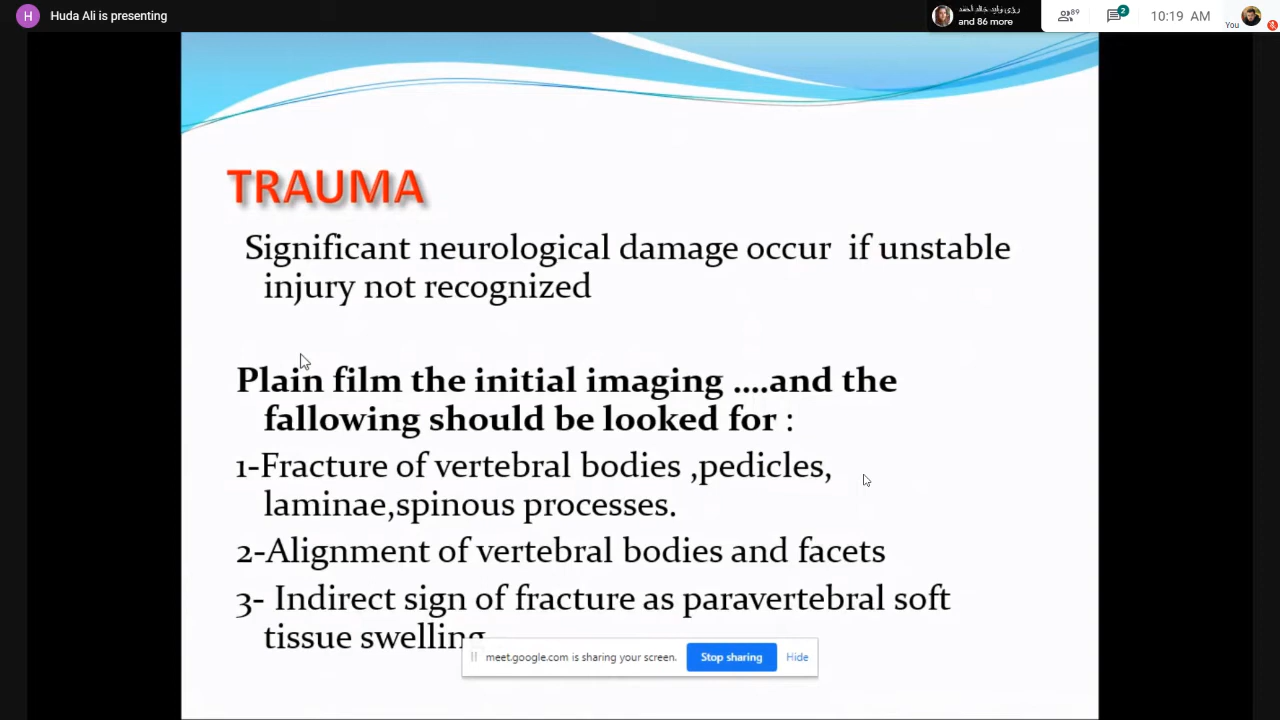 Huda Ali is presenting
رؤى وليد خالد احمد
and 86 more
89
2
10:19 AM
You
TRAUMA
Significant neurological damage occur if unstable
injury not recognized
Plain film the initial imaging ....and the
fallowing should be looked for :
1-Fracture of vertebral bodies ,pedicles,
laminae,spinous processes.
2-Alignment of vertebral bodies and facets
3- Indirect sign of fracture as paravertebral soft
tissue swelling
meet.google.com is sharing your screen.
Stop sharing
Hide
H